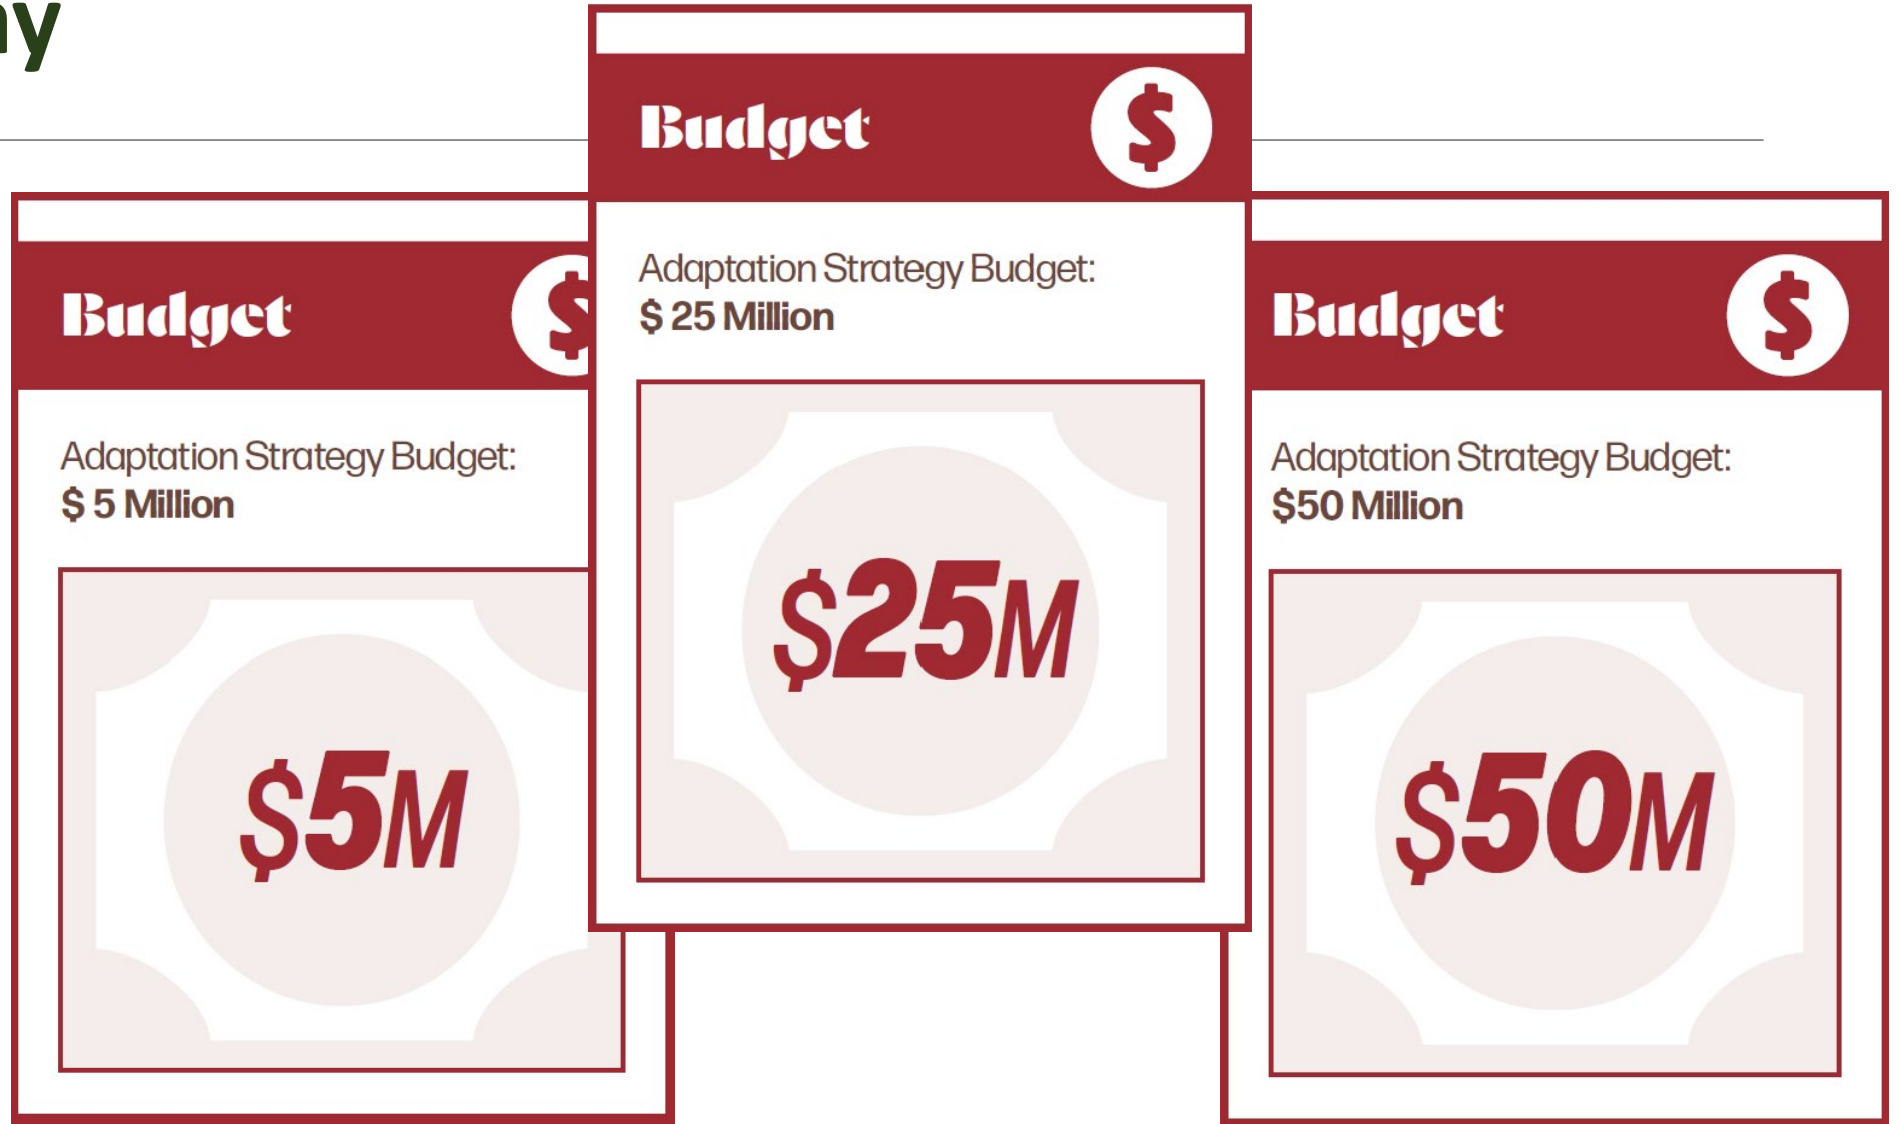 Budget $
Adaptation Strategy Budget:
$ 5 Million
$5M
Budget $
Adaptation Strategy Budget:
$ 25 Million
$25M
Budget $
Adaptation Strategy Budget:
$50 Million
$50M